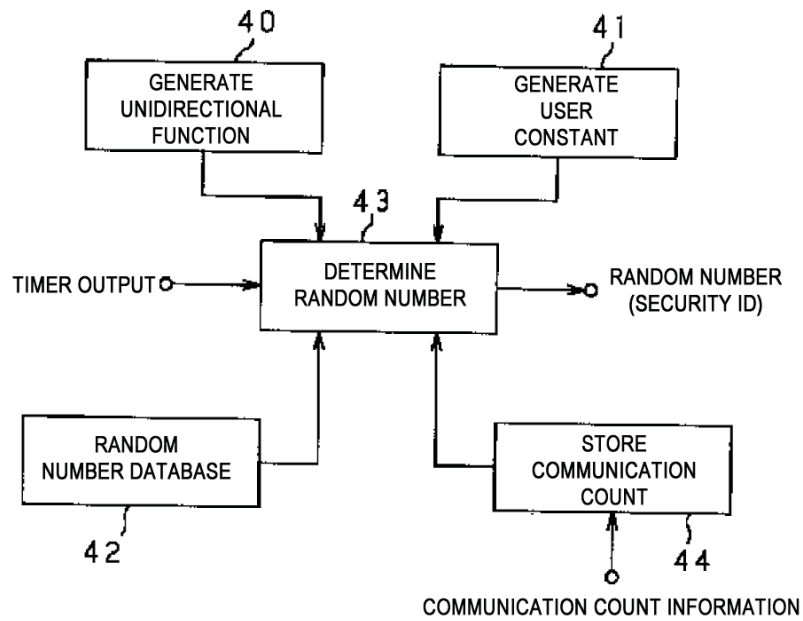 40
GENERATE
UNIDIRECTIONAL
FUNCTION
41
GENERATE
USER
CONSTANT
43
DETERMINE
RANDOM NUMBER
TIMER OUTPUT
RANDOM NUMBER
(SECURITY ID)
RANDOM
NUMBER DATABASE
42
STORE
COMMUNICATION
COUNT
44
COMMUNICATION COUNT INFORMATION